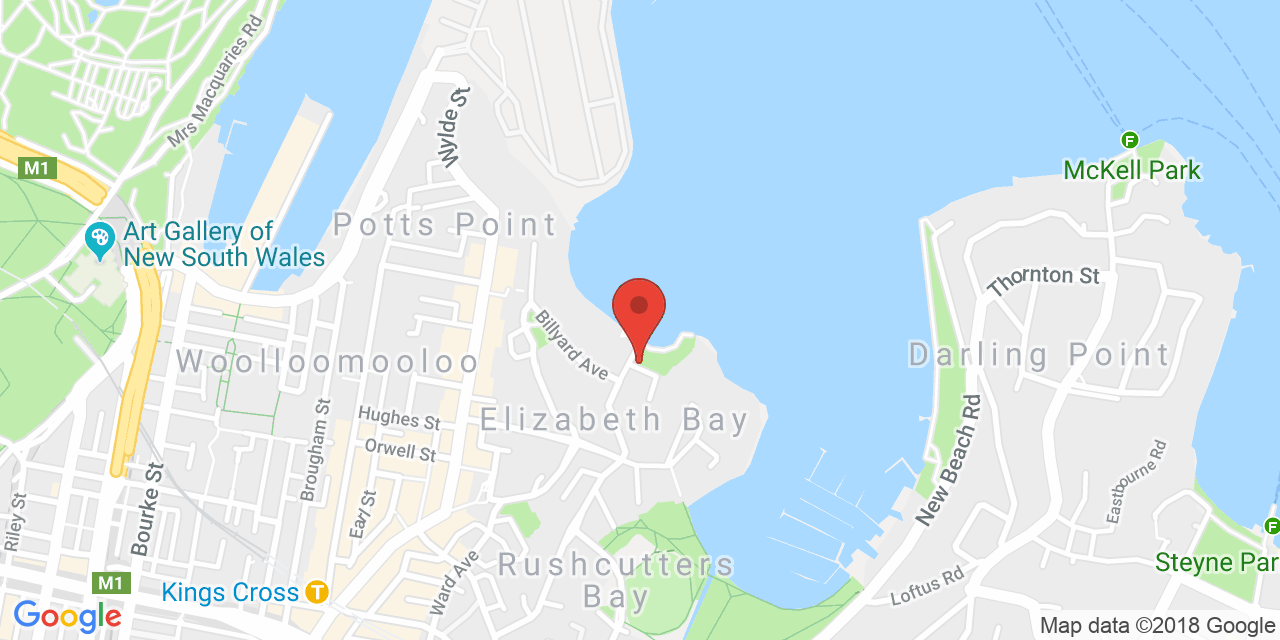 Mrs Macquaries Rd
Wylde St
M1
McKell Park
Potts Point
Art Gallery of
New South Wales
Thornton St
Billyard Ave
Woolloomooloo
Darling Point
Hughes St
Elizabeth Bay
Orwell St
Brougham St
New Beach Rd
Eastbourne Rd
Earl St
Bourke St
Riley St
Rushcutters
Bay
Steyne Par
M1
Kings Cross
T
Ward Ave
Loftus Rd
Google
Map data ©2018 Google
F
F